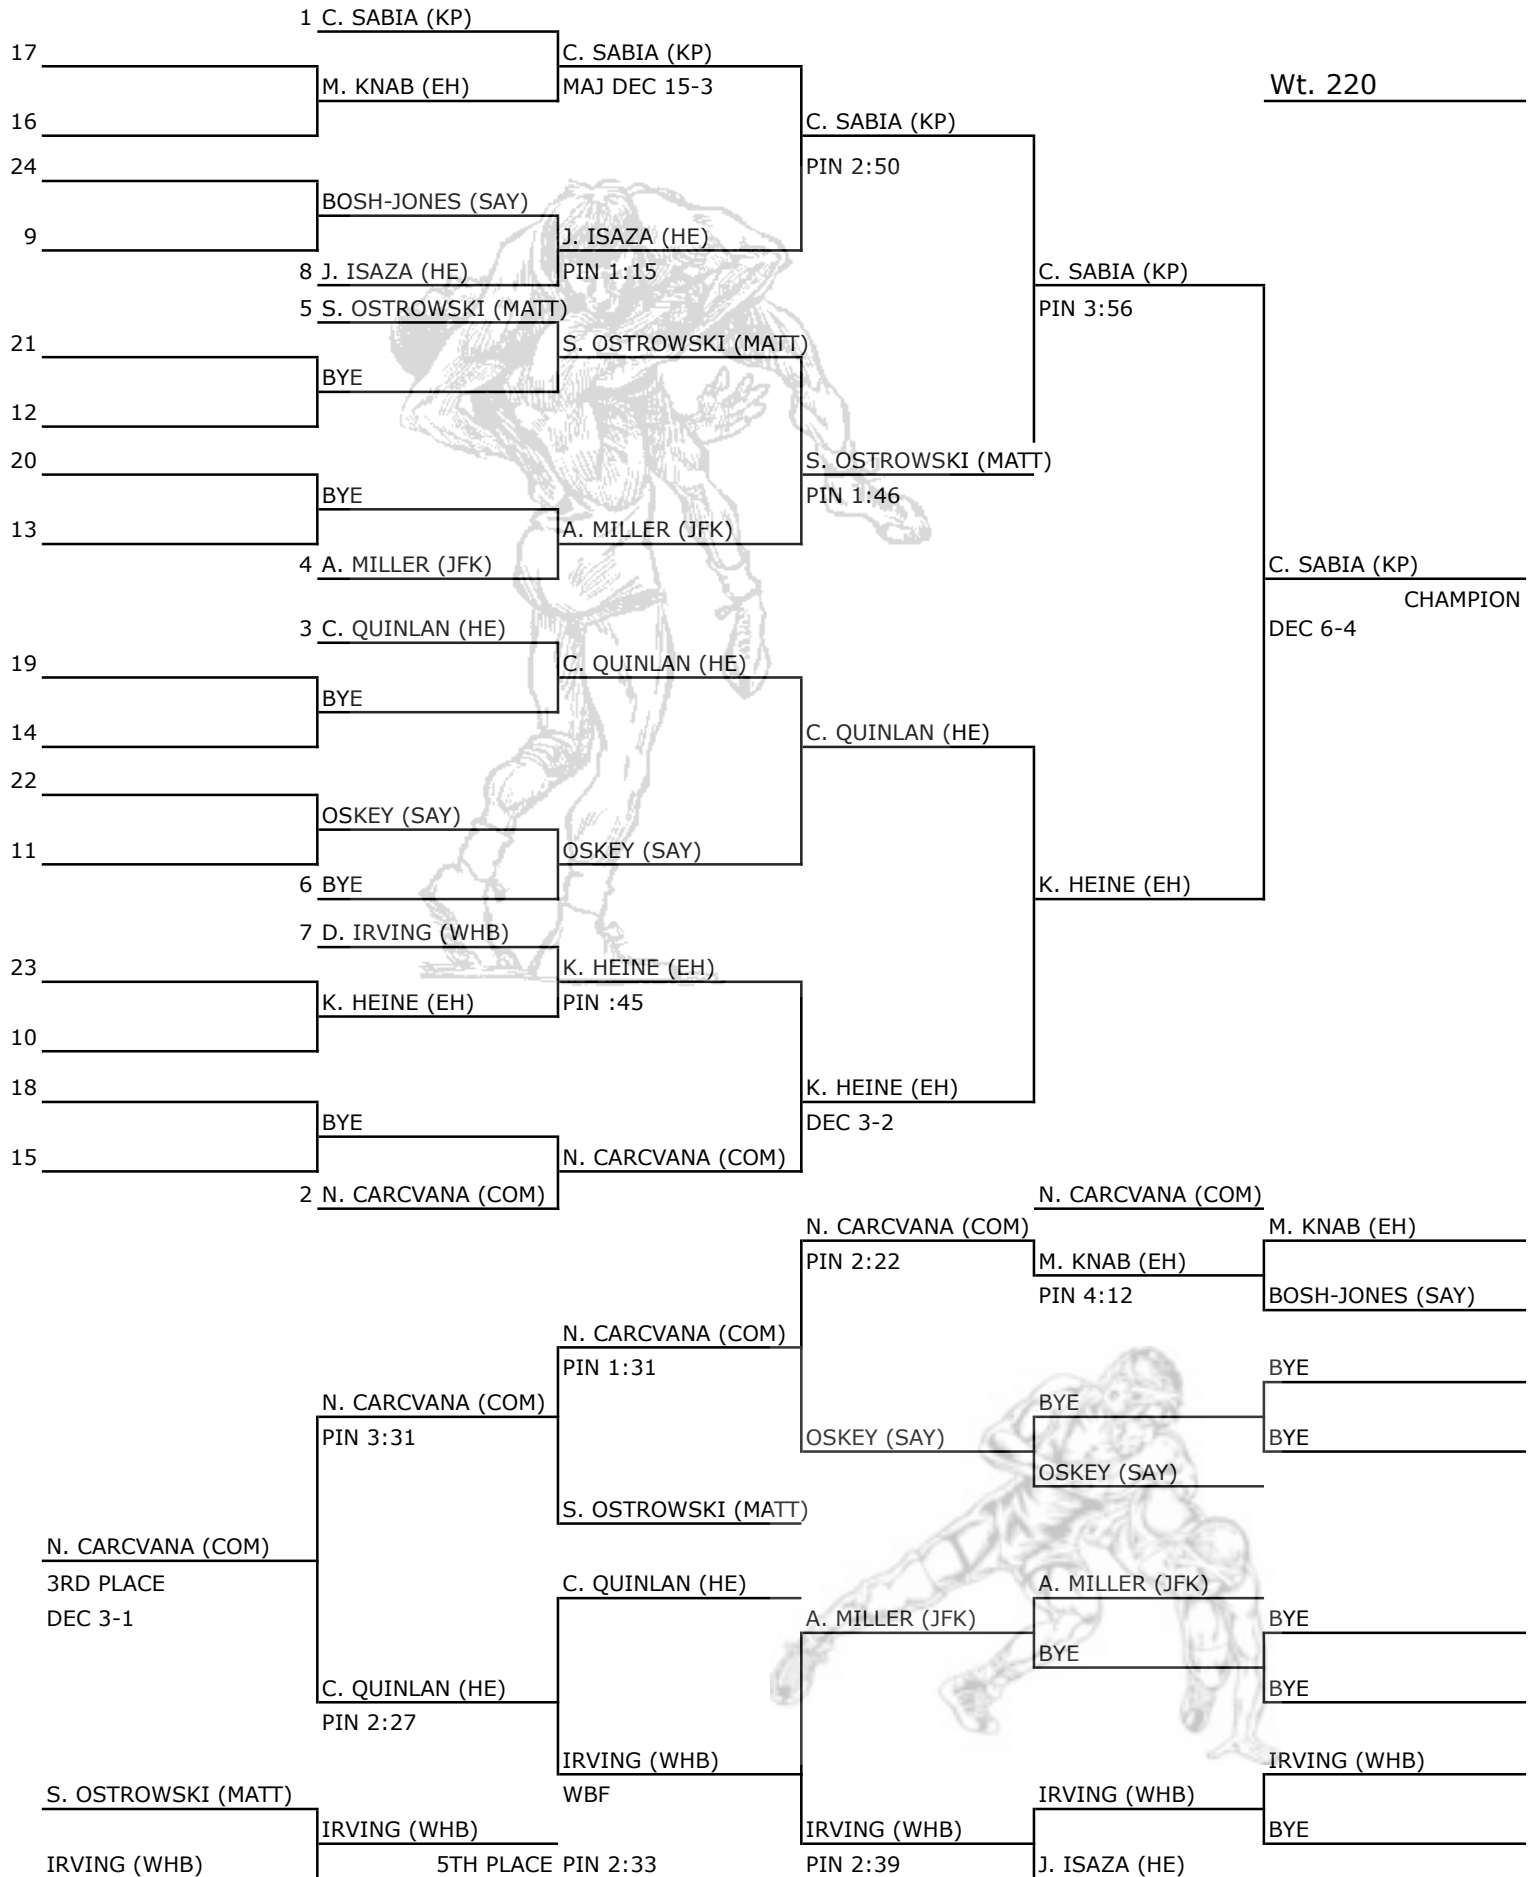 1 C. SABIA (KP)
17
C. SABIA (KP)
M. KNAB (EH)
MAJ DEC 15-3
Wt. 220
16
C. SABIA (KP)
24
PIN 2:50
BOSH-JONES (SAY)
9
J. ISAZA (HE)
8 J. ISAZA (HE)
PIN 1:15
C. SABIA (KP)
5 S. OSTROWSKI (MATT)
PIN 3:56
21
S. OSTROWSKI (MATT)
BYE
12
20
S. OSTROWSKI (MATT)
BYE
PIN 1:46
13
A. MILLER (JFK)
4 A. MILLER (JFK)
C. SABIA (KP)
CHAMPION
3 C. QUINLAN (HE)
DEC 6-4
19
C. QUINLAN (HE)
BYE
14
C. QUINLAN (HE)
22
OSKEY (SAY)
11
OSKEY (SAY)
6 BYE
K. HEINE (EH)
7 D. IRVING (WHB)
23
K. HEINE (EH)
K. HEINE (EH)
PIN :45
10
18
K. HEINE (EH)
BYE
DEC 3-2
15
N. CARCVANA (COM)
2 N. CARCVANA (COM)
N. CARCVANA (COM)
N. CARCVANA (COM)
M. KNAB (EH)
PIN 2:22
M. KNAB (EH)
PIN 4:12
BOSH-JONES (SAY)
N. CARCVANA (COM)
PIN 1:31
BYE
N. CARCVANA (COM)
BYE
PIN 3:31
OSKEY (SAY)
BYE
OSKEY (SAY)
S. OSTROWSKI (MATT)
N. CARCVANA (COM)
3RD PLACE
C. QUINLAN (HE)
A. MILLER (JFK)
DEC 3-1
A. MILLER (JFK)
BYE
BYE
C. QUINLAN (HE)
BYE
PIN 2:27
IRVING (WHB)
IRVING (WHB)
S. OSTROWSKI (MATT)
WBF
IRVING (WHB)
IRVING (WHB)
IRVING (WHB)
BYE
IRVING (WHB)
5TH PLACE PIN 2:33
PIN 2:39
J. ISAZA (HE)